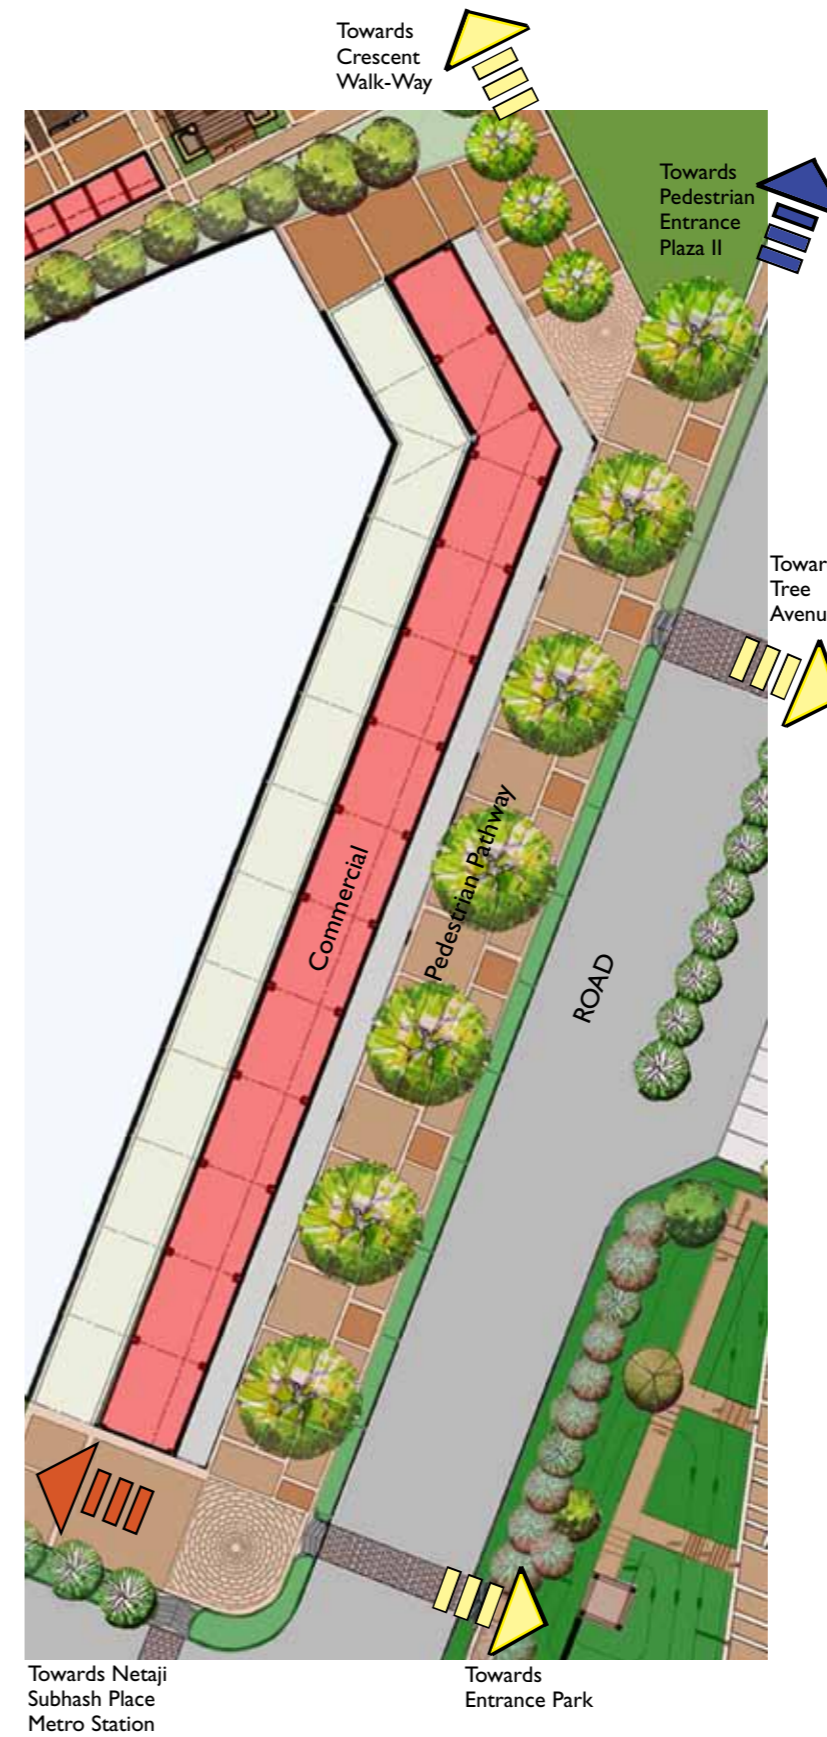 Towards
Crescent
Walk-Way
Towards
Pedestrian
Entrance
Plaza II
Towar
Tree
Avenu
Commercial
Pedestrian Pathway
ROAD
Towards Netaji
Subhash Place
Metro Station
Towards
Entrance Park